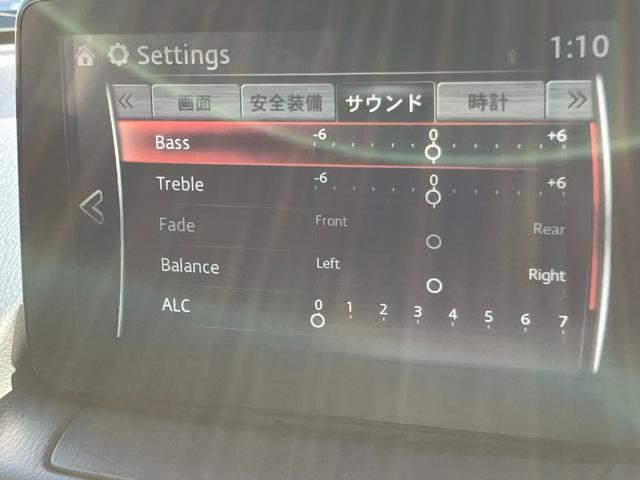 Settings 1:10
« 画面 安全装備 サウンド 時計 »
Bass -6 0 +6
Treble -6 0 +6
Fade Front Rear
Balance Left Right
ALC 0 1 2 3 4 5 6 7